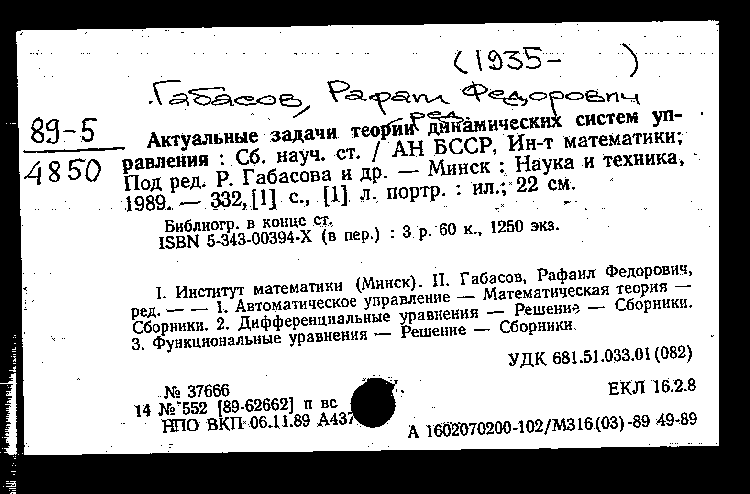 (1935- )
Габасов, Рафаил Федорович
ред.
89-5
4850
Актуальные задачи теории динамических систем уп-
равления : Сб. науч. ст. / АН БССР, Ин-т математики;
Под ред. Р. Габасова и др. — Минск : Наука и техника,
1989. — 332, [1] с., [1] л. портр. : ил.; 22 см.
Библиогр. в конце ст.
ISBN 5-343-00394-X (в пер.) : 3 р. 60 к., 1250 экз.
I. Институт математики (Минск). II. Габасов, Рафаил Федорович,
ред. — — 1. Автоматическое управление — Математическая теория —
Сборники. 2. Дифференциальные уравнения — Решение — Сборники.
3. Функциональные уравнения — Решение — Сборники.
УДК 681.51.033.01(082)
№ 37666
ЕКЛ 16.2.8
14 № 552 [89-62662] п вс
НПО ВКП 06.11.89 А437
А 1602070200-102/М316(03)-89 49-89